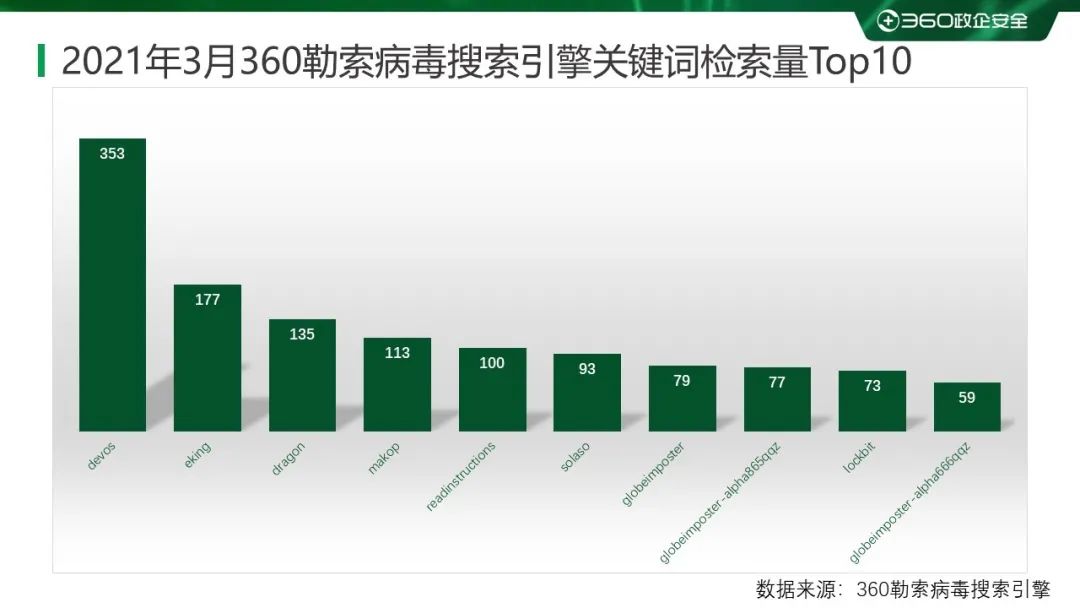 360政企安全
2021年3月360勒索病毒搜索引擎关键词检索量Top10
353
177
135
113
100
93
79
77
73
59
devos
eking
dragon
makop
readinstructions
solaso
globeimposter
globeimposter-alpha865qqz
lockbit
globeimposter-alpha666qqz
数据来源：360勒索病毒搜索引擎